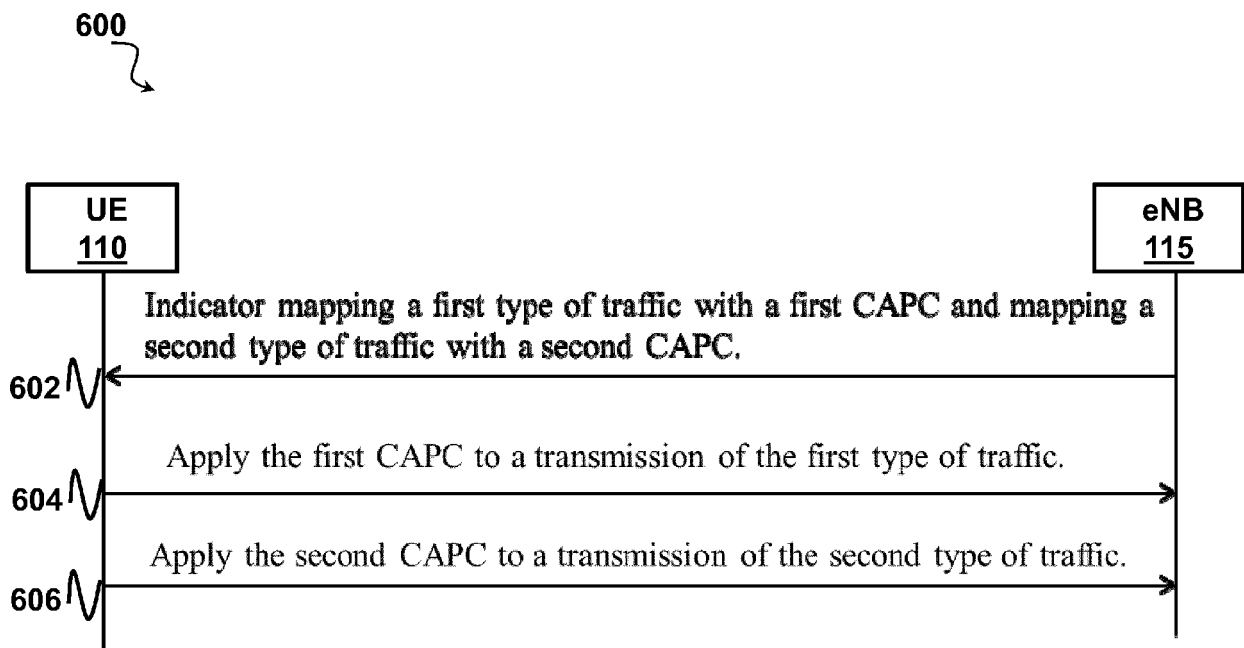 600
UE
110
eNB
115
Indicator mapping a first type of traffic with a first CAPC and mapping a
second type of traffic with a second CAPC.
602
Apply the first CAPC to a transmission of the first type of traffic.
604
Apply the second CAPC to a transmission of the second type of traffic.
606